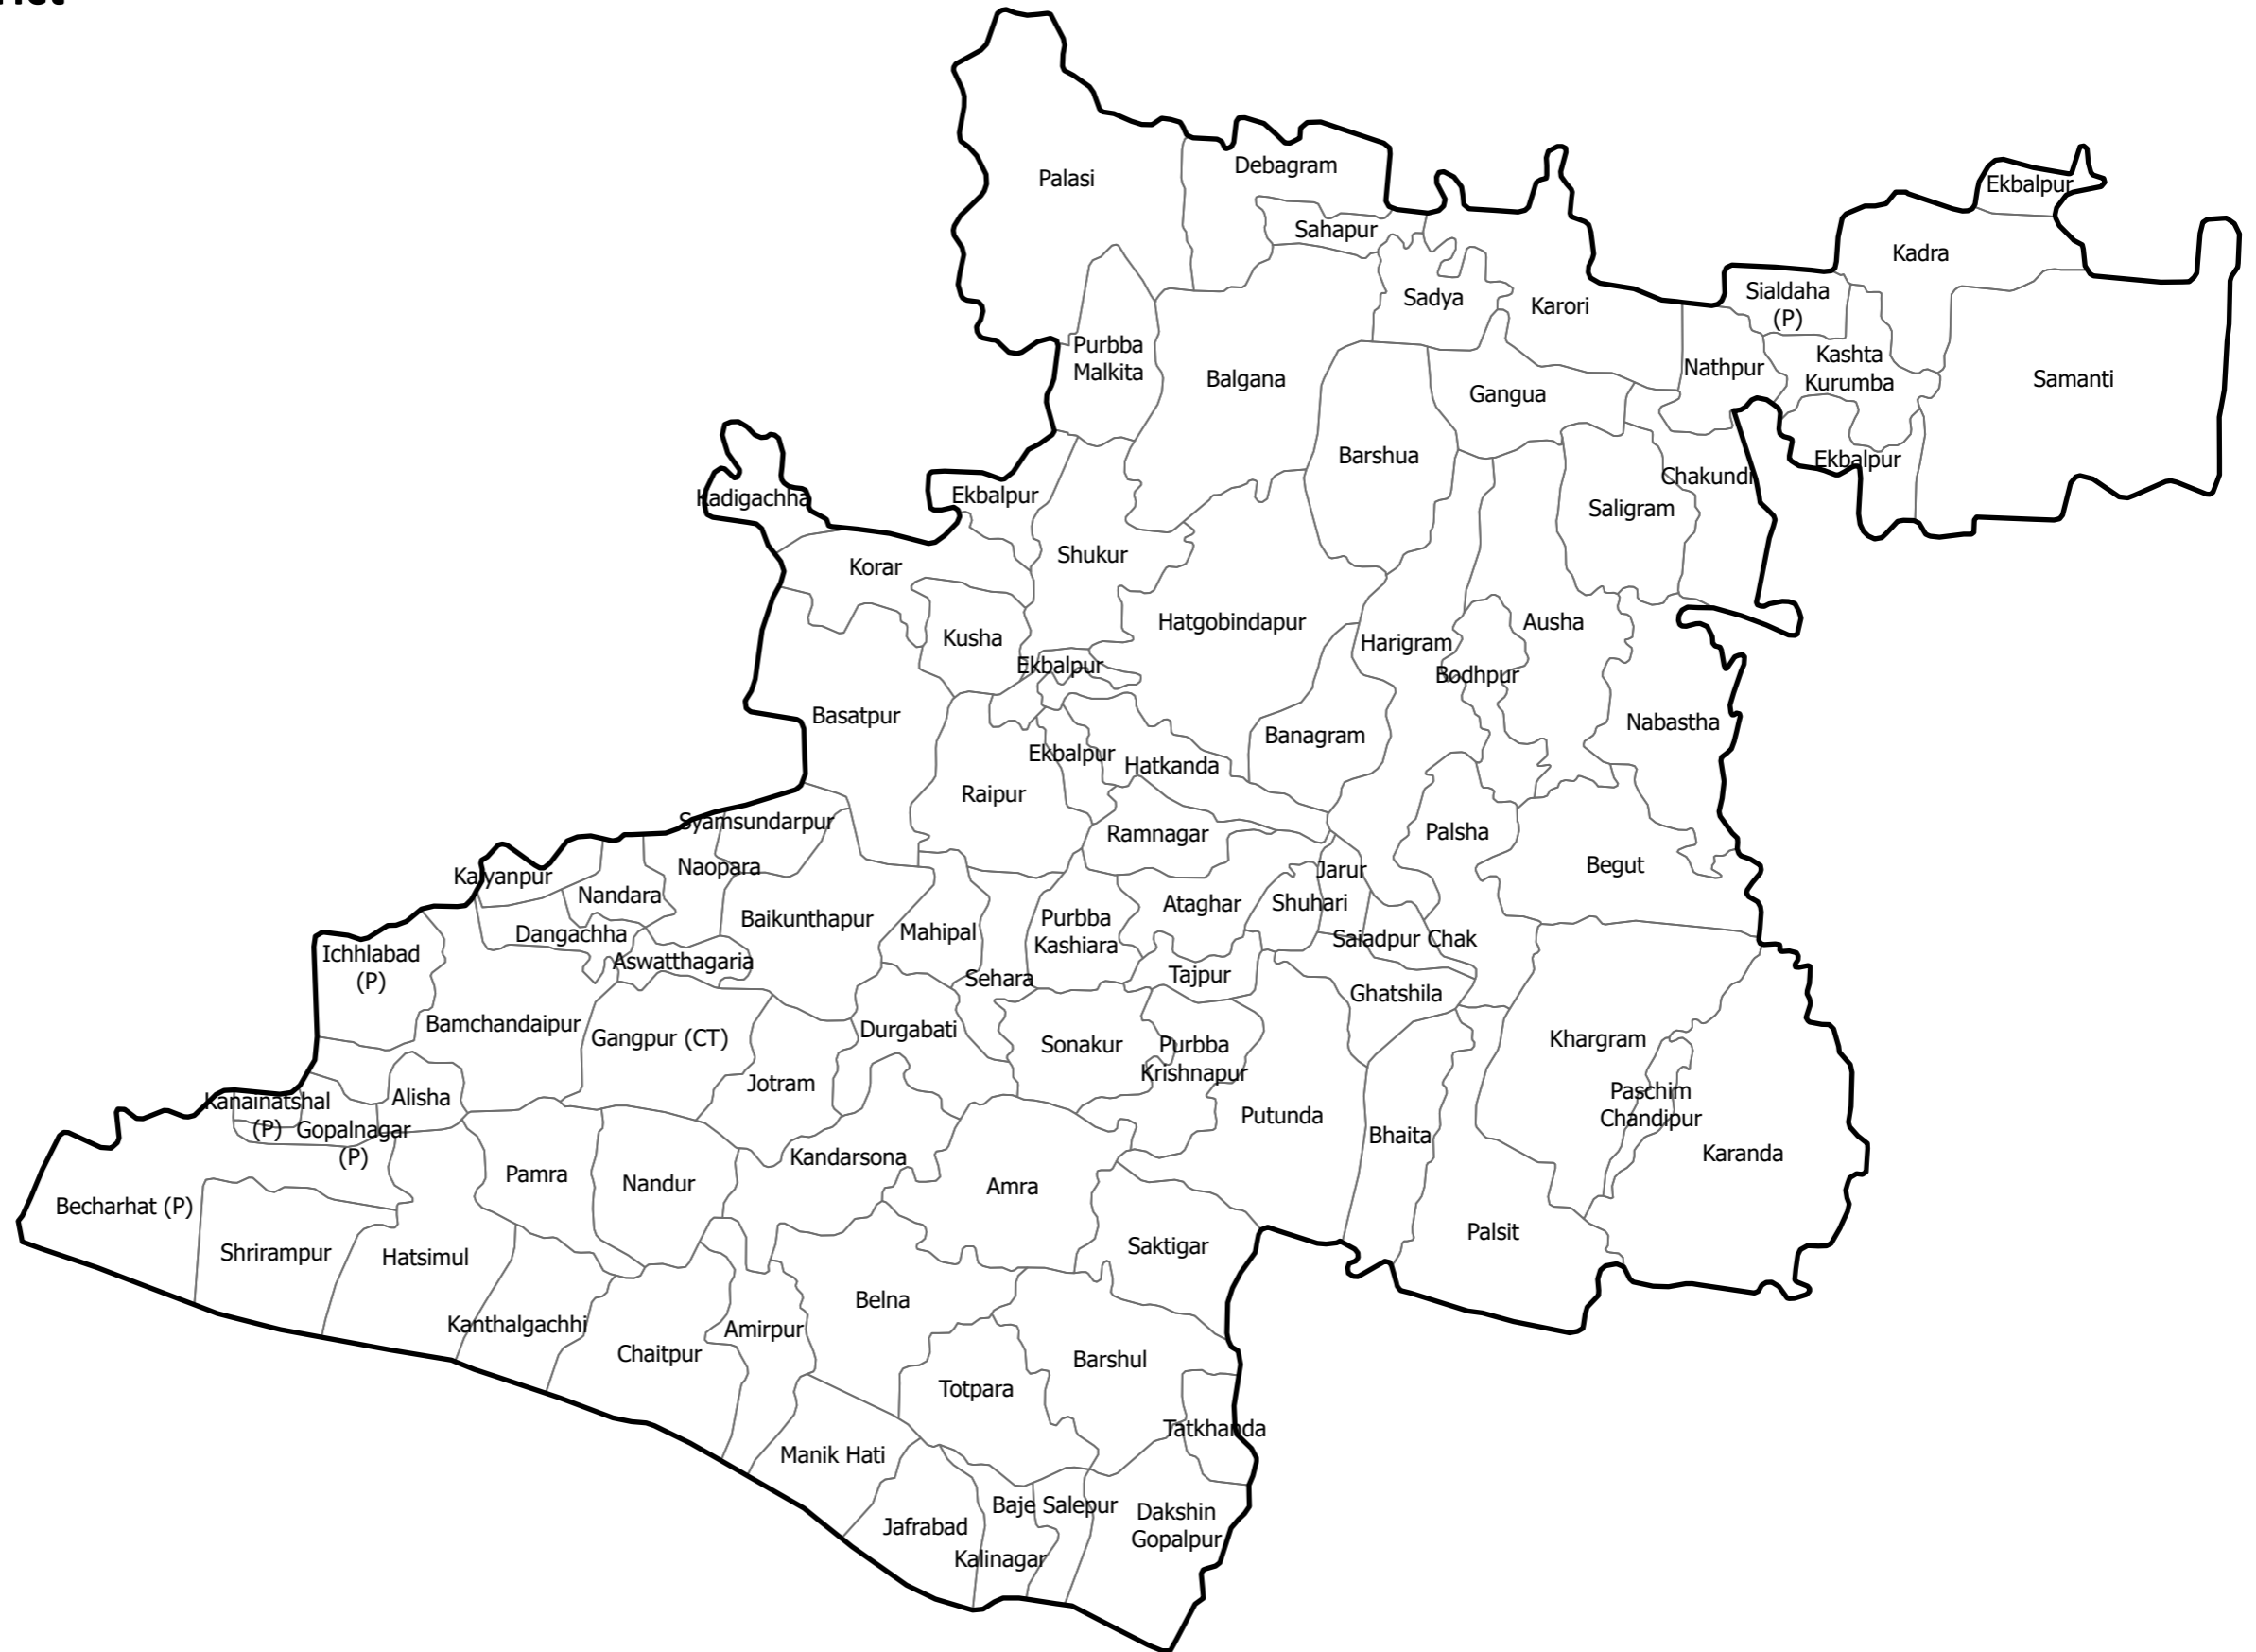 Palasi
Debagram
Ekbalpur
Sahapur
Kadra
Sadya
Karori
Sialdaha
(P)
Purbba
Malkita
Balgana
Gangua
Nathpur
Kashta
Kurumba
Samanti
Barshua
Ekbalpur
Chakundi
Kadigachha
Ekbalpur
Saligram
Shukur
Korar
Hatgobindapur
Ausha
Kusha
Harigram
Ekbalpur
Bodhpur
Basatpur
Nabastha
Banagram
Ekbalpur
Hatkanda
Raipur
Syamsundarpur
Ramnagar
Palsha
Naopara
Jarur
Begut
Kalyanpur
Nandara
Ataghar
Shuhari
Baikunthapur
Mahipal
Purbba
Kashiara
Dangachha
Saiadpur Chak
Ichhlabad
(P)
Aswatthagaria
Sehara
Tajpur
Ghatshila
Bamchandaipur
Gangpur (CT)
Durgabati
Khargram
Sonakur
Purbba
Krishnapur
Jotram
Alisha
Paschim
Chandipur
Kanainatshal
(P)
Gopalnagar
(P)
Putunda
Bhaita
Karanda
Kandarsona
Pamra
Nandur
Amra
Becharhat (P)
Palsit
Saktigar
Shrirampur
Hatsimul
Belna
Kanthalgachhi
Amirpur
Chaitpur
Barshul
Totpara
Tatkhanda
Manik Hati
Baje Salepur
Dakshin
Gopalpur
Jafrabad
Kalinagar